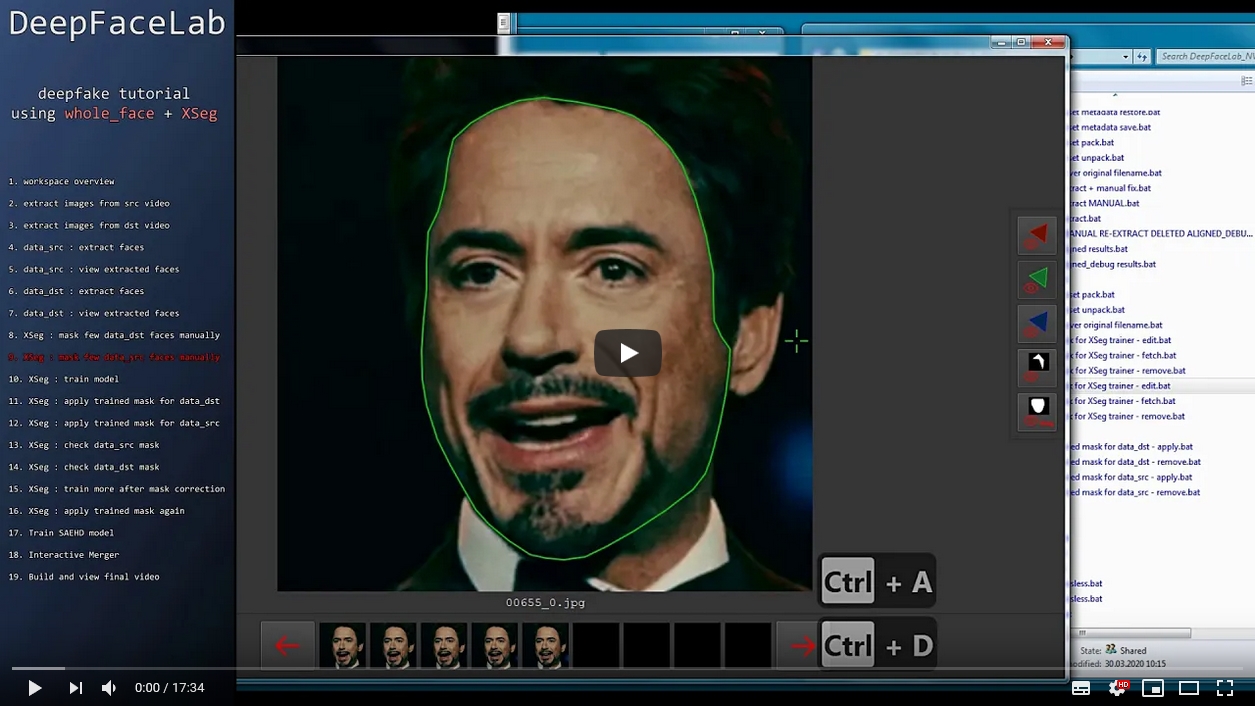 DeepFaceLab
deepfake tutorial
using whole_face + XSeg
1. workspace overview
2. extract images from src video
3. extract images from dst video
4. data_src : extract faces
5. data_src : view extracted faces
6. data_dst : extract faces
7. data_dst : view extracted faces
8. XSeg : mask few data_dst faces manually
9. XSeg : mask few data_src faces manually
10. XSeg : train model
11. XSeg : apply trained mask for data_dst
12. XSeg : apply trained mask for data_src
13. XSeg : check data_src mask
14. XSeg : check data_dst mask
15. XSeg : train more after mask correction
16. XSeg : apply trained mask again
17. Train SAEHD model
18. Interactive Merger
19. Build and view final video
00655_0.jpg
Ctrl + A
Ctrl + D
Search DeepFaceLab_NV
set metadata restore.bat
set metadata save.bat
set pack.bat
set unpack.bat
ver original filename.bat
ract + manual fix.bat
ract MANUAL.bat
ract.bat
ANUAL RE-EXTRACT DELETED ALIGNED_DEBU...
ned results.bat
ned_debug results.bat
set pack.bat
set unpack.bat
ver original filename.bat
k for XSeg trainer - edit.bat
k for XSeg trainer - fetch.bat
k for XSeg trainer - remove.bat
k for XSeg trainer - edit.bat
k for XSeg trainer - fetch.bat
k for XSeg trainer - remove.bat
ed mask for data_dst - apply.bat
ed mask for data_dst - remove.bat
ed mask for data_src - apply.bat
ed mask for data_src - remove.bat
sless.bat
sless.bat
State: Shared
odified: 30.03.2020 10:15
0:00 / 17:34
HD